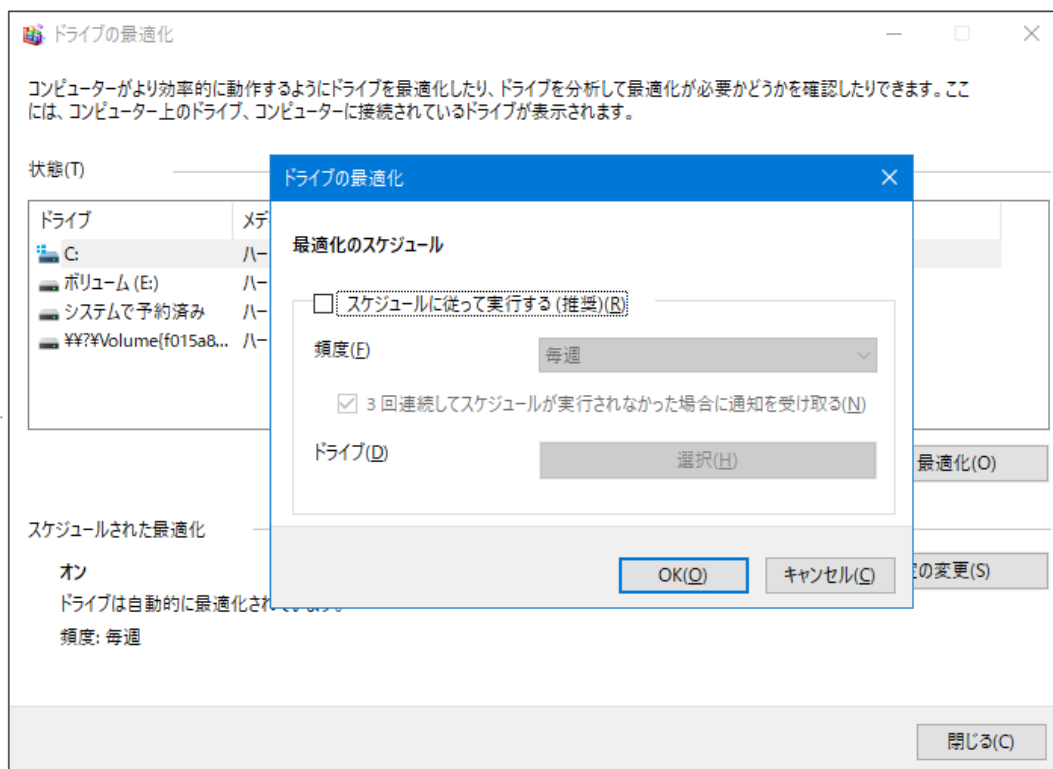 ドライブの最適化
コンピューターがより効率的に動作するようにドライブを最適化したり、ドライブを分析して最適化が必要かどうかを確認したりできます。ここ
には、コンピューター上のドライブ、コンピューターに接続されているドライブが表示されます。
状態(T)
ドライブ メデ
C: ハー
ボリューム (E:) ハー
システムで予約済み ハー
¥¥?¥Volume{f015a8... ハー
ドライブの最適化
最適化のスケジュール
スケジュールに従って実行する (推奨)(R)
頻度(F) 毎週
3 回連続してスケジュールが実行されなかった場合に通知を受け取る(N)
ドライブ(D) 選択(H)
OK(O) キャンセル(C)
最適化(O)
スケジュールされた最適化
オン
の変更(S)
ドライブは自動的に最適化されています。
頻度: 毎週
閉じる(C)